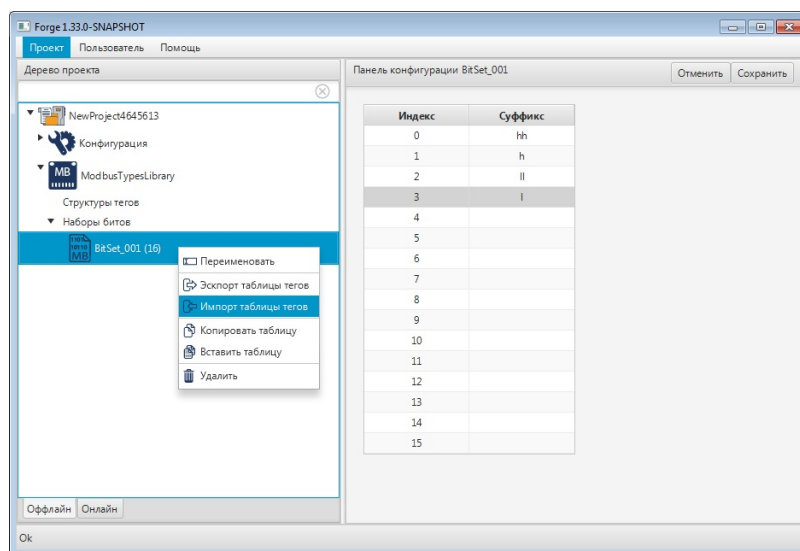 Forge 1.33.0-SNAPSHOT
Проект Пользователь Помощь
Дерево проекта
NewProject4645613
Конфигурация
MB ModbusTypesLibrary
Структуры тегов
Наборы битов
MB BitSet_001 (16)
Переименовать
Эскпорт таблицы тегов
Импорт таблицы тегов
Копировать таблицу
Вставить таблицу
Удалить
Оффлайн Онлайн
Ok
Панель конфигурации BitSet_001 Отменить Сохранить
Индекс Суффикс
0 hh
1 h
2 ll
3 l
4
5
6
7
8
9
10
11
12
13
14
15